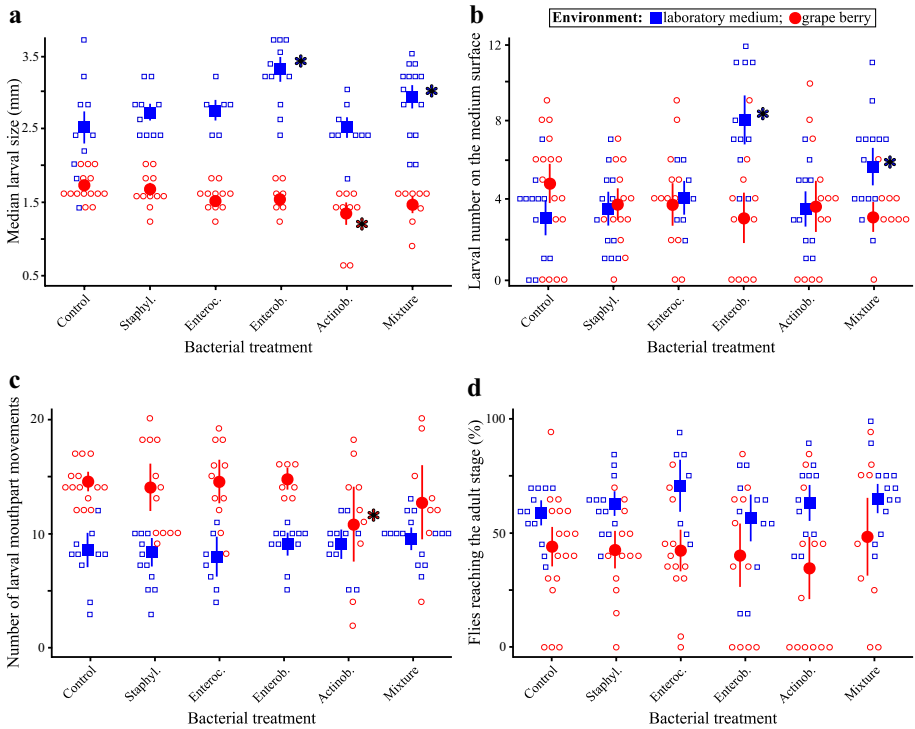 a
Median larval size (mm)
3.5
2.5
1.5
0.5
Control
Staphyl.
Enteroc.
Enterob.
Actinob.
Mixture
Bacterial treatment
b
Environment: laboratory medium; grape berry
Larval number on the medium surface
12
8
4
0
Control
Staphyl.
Enteroc.
Enterob.
Actinob.
Mixture
Bacterial treatment
c
Number of larval mouthpart movements
20
10
0
Control
Staphyl.
Enteroc.
Enterob.
Actinob.
Mixture
Bacterial treatment
d
Flies reaching the adult stage (%)
100
50
0
Control
Staphyl.
Enteroc.
Enterob.
Actinob.
Mixture
Bacterial treatment